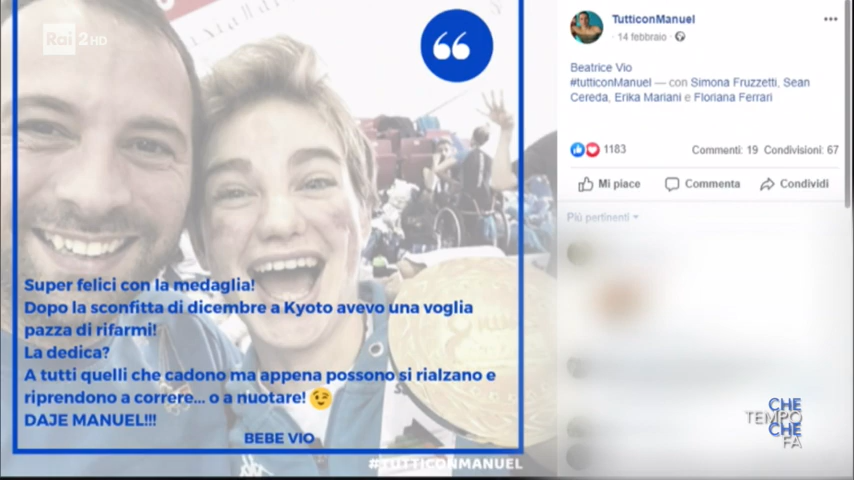 Rai 2HD
Super felici con la medaglia!
Dopo la sconfitta di dicembre a Kyoto avevo una voglia
pazza di rifarmi!
La dedica?
A tutti quelli che cadono ma appena possono si rialzano e
riprendono a correre... o a nuotare! 😉
DAJE MANUEL!!!
BEBE VIO
#TUTTICONMANUEL
TutticonManuel
14 febbraio ·
Beatrice Vio
#tutticonManuel — con Simona Fruzzetti, Sean
Cereda, Erika Mariani e Floriana Ferrari
1183
Commenti: 19 Condivisioni: 67
Mi piace Commenta Condividi
Più pertinenti
CHE
TEMPO
CHE
FA